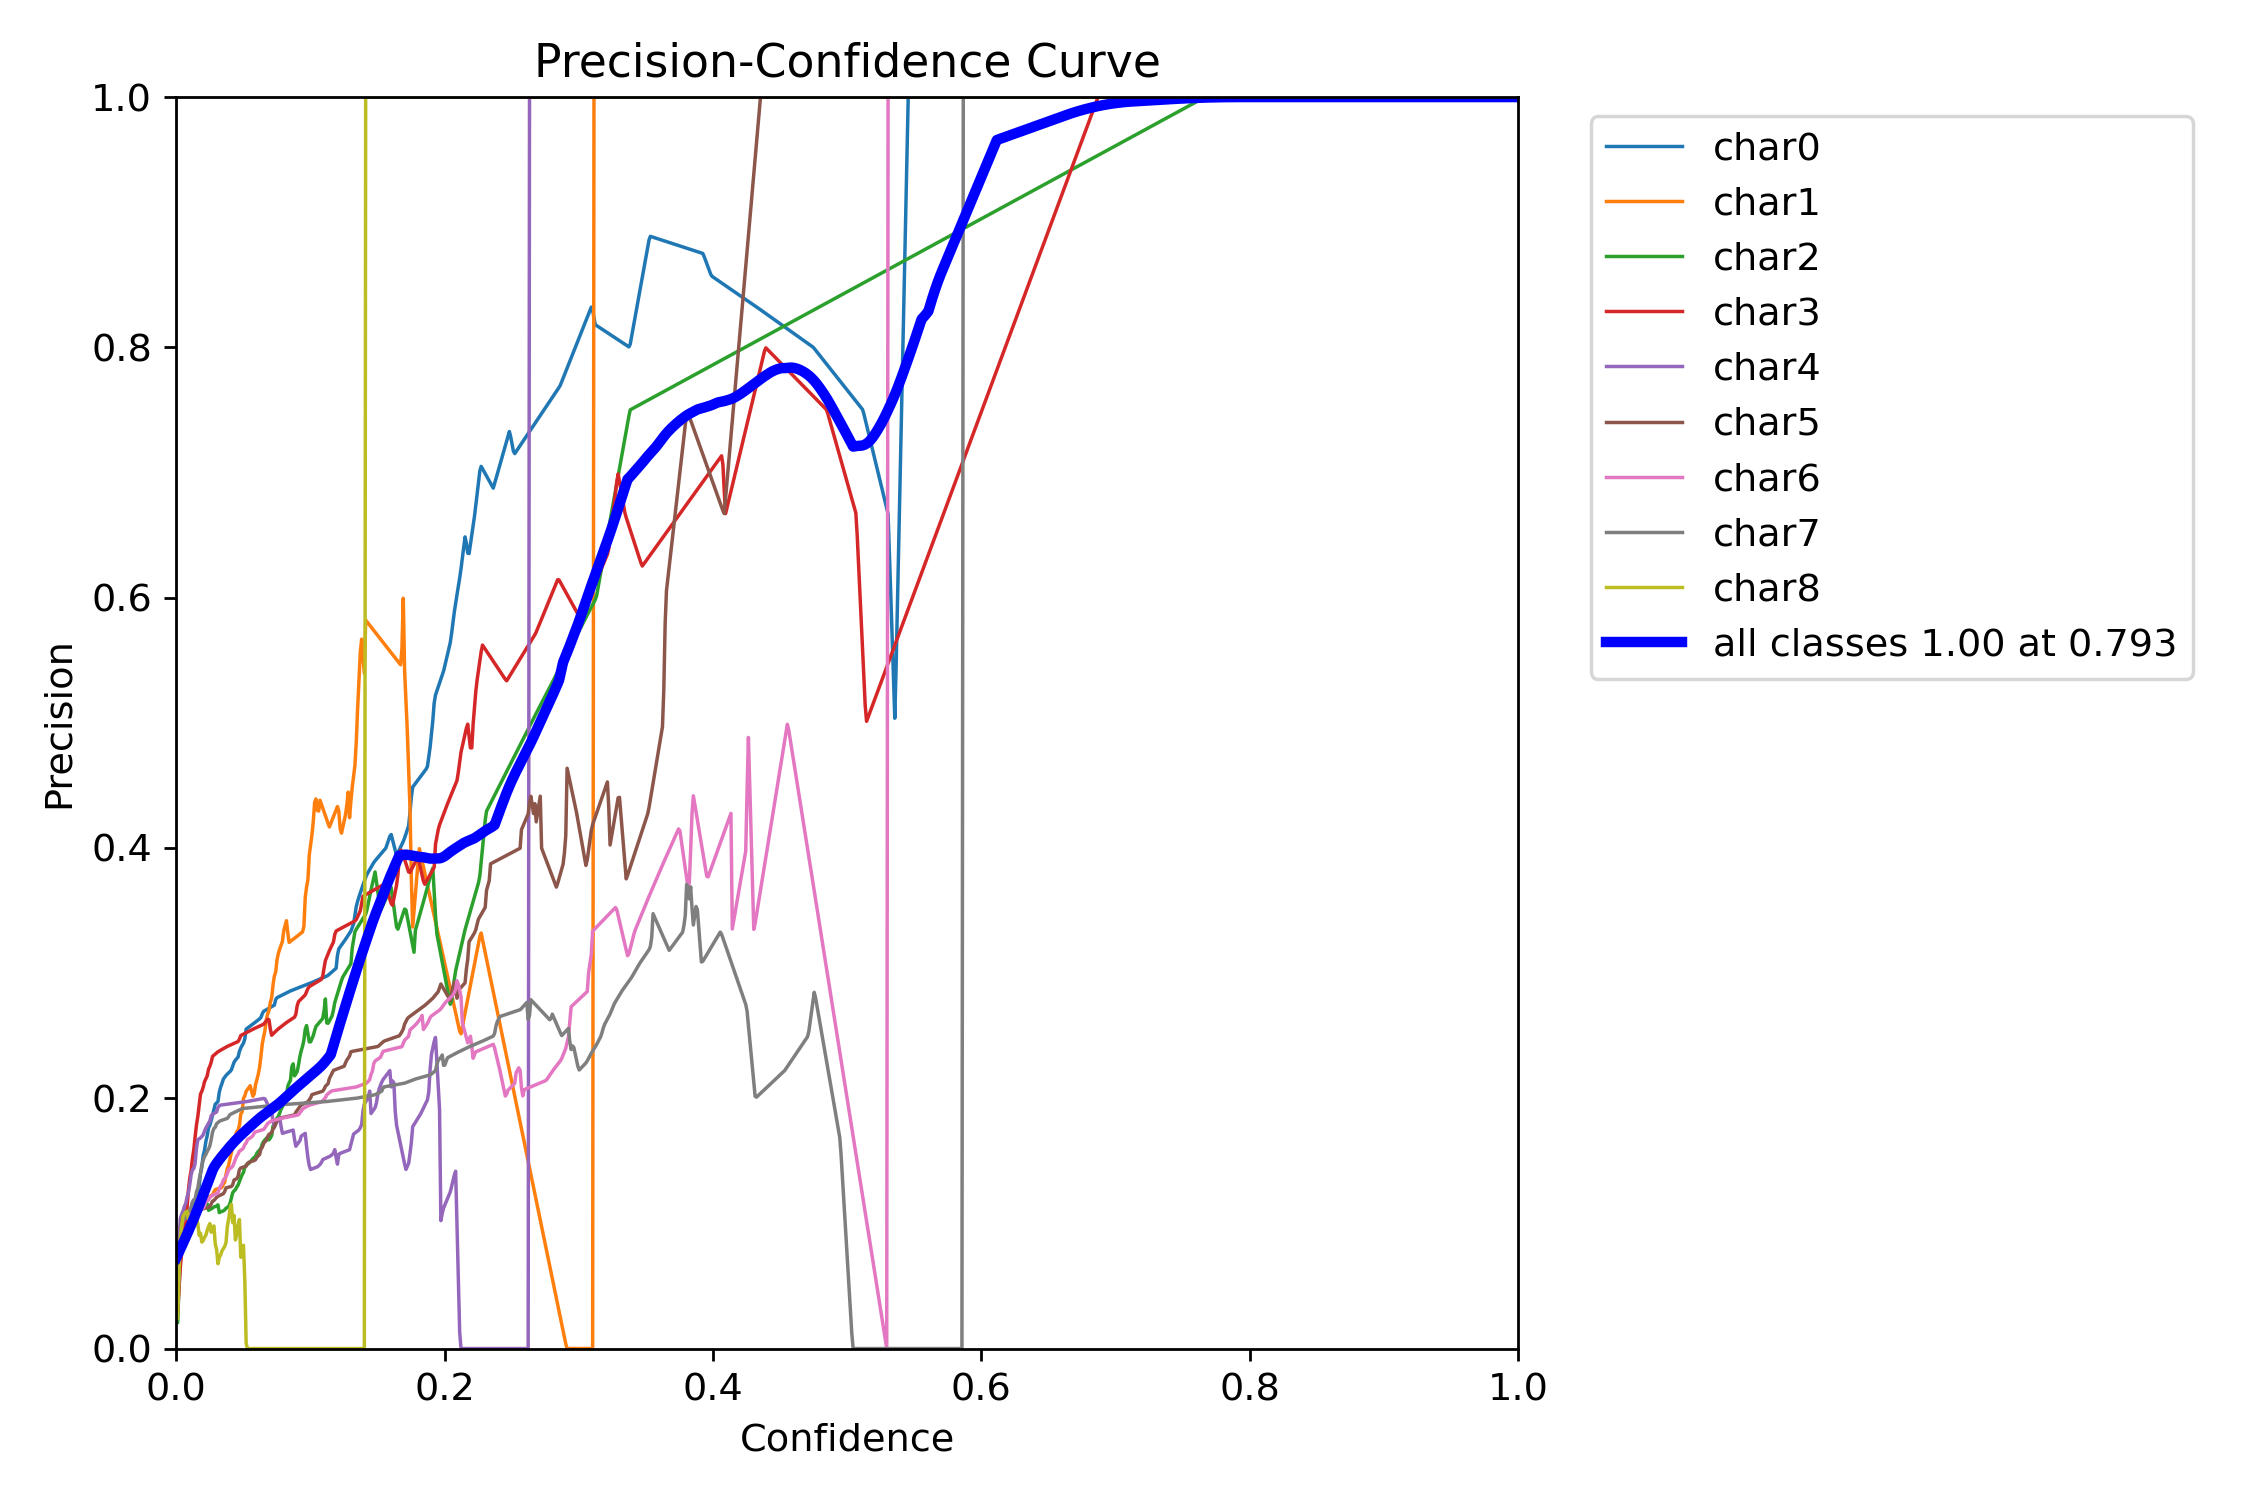 Precision-Confidence Curve
1.0
0.8
0.6
0.4
0.2
0.0
Precision
0.0 0.2 0.4 0.6 0.8 1.0
Confidence
char0
char1
char2
char3
char4
char5
char6
char7
char8
all classes 1.00 at 0.793